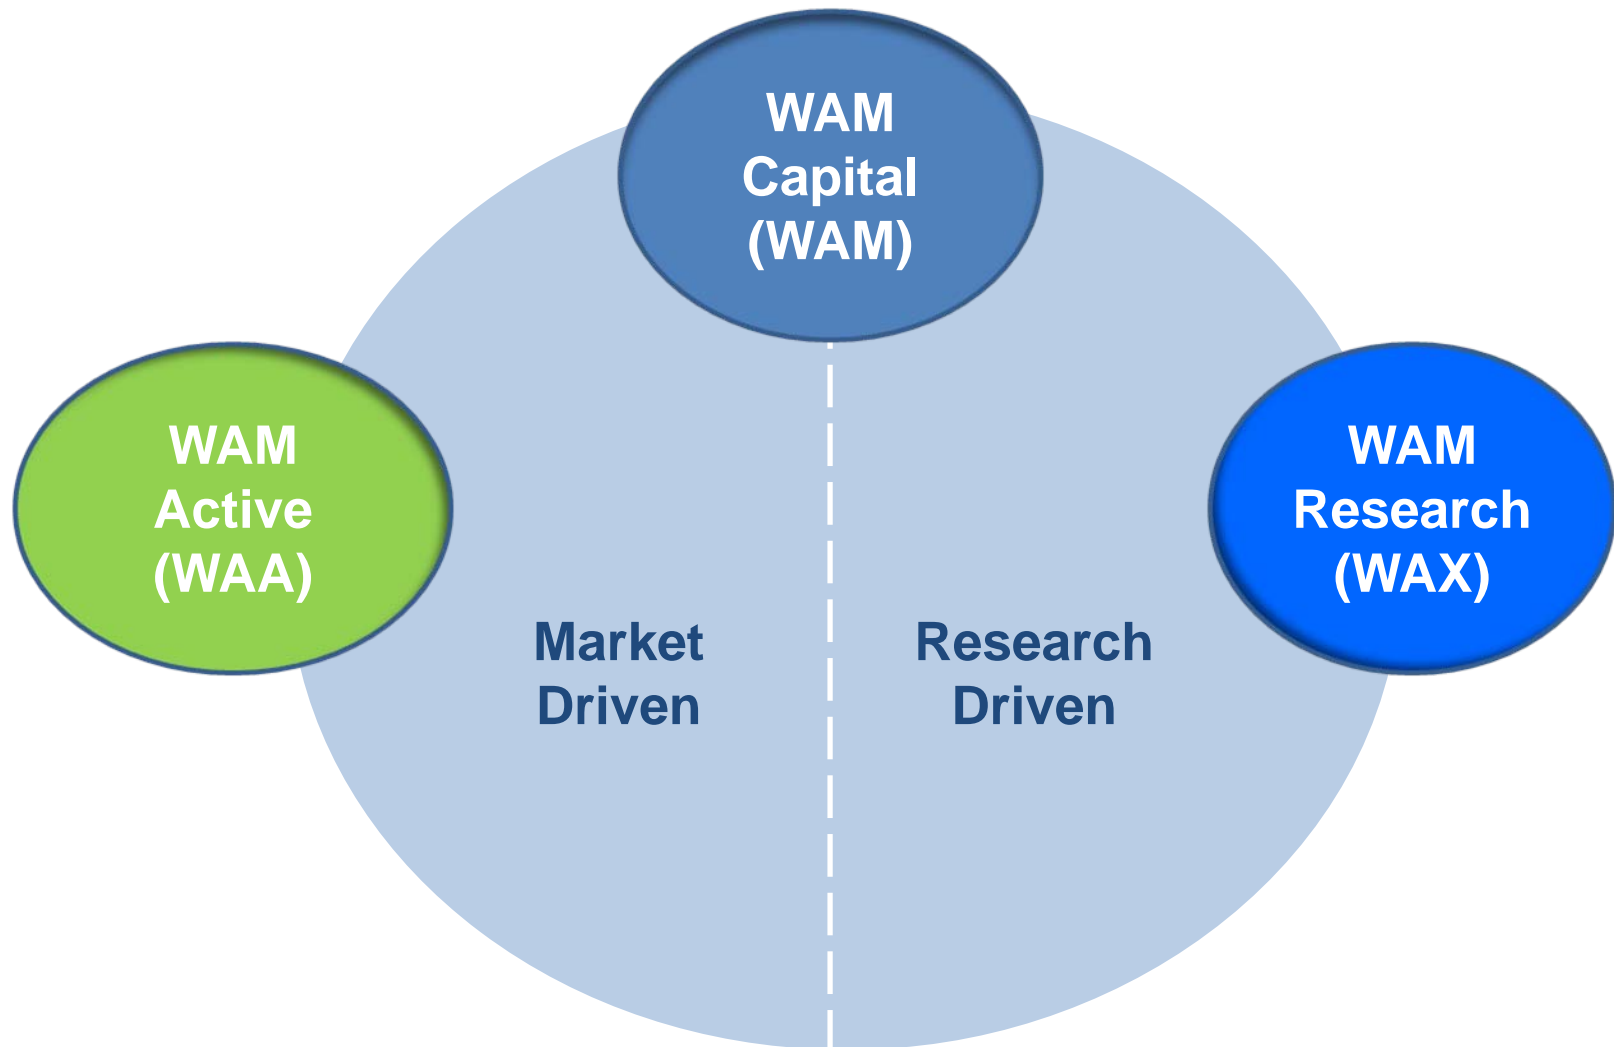 WAM
Capital
(WAM)
WAM
Active
(WAA)
WAM
Research
(WAX)
Market
Driven
Research
Driven